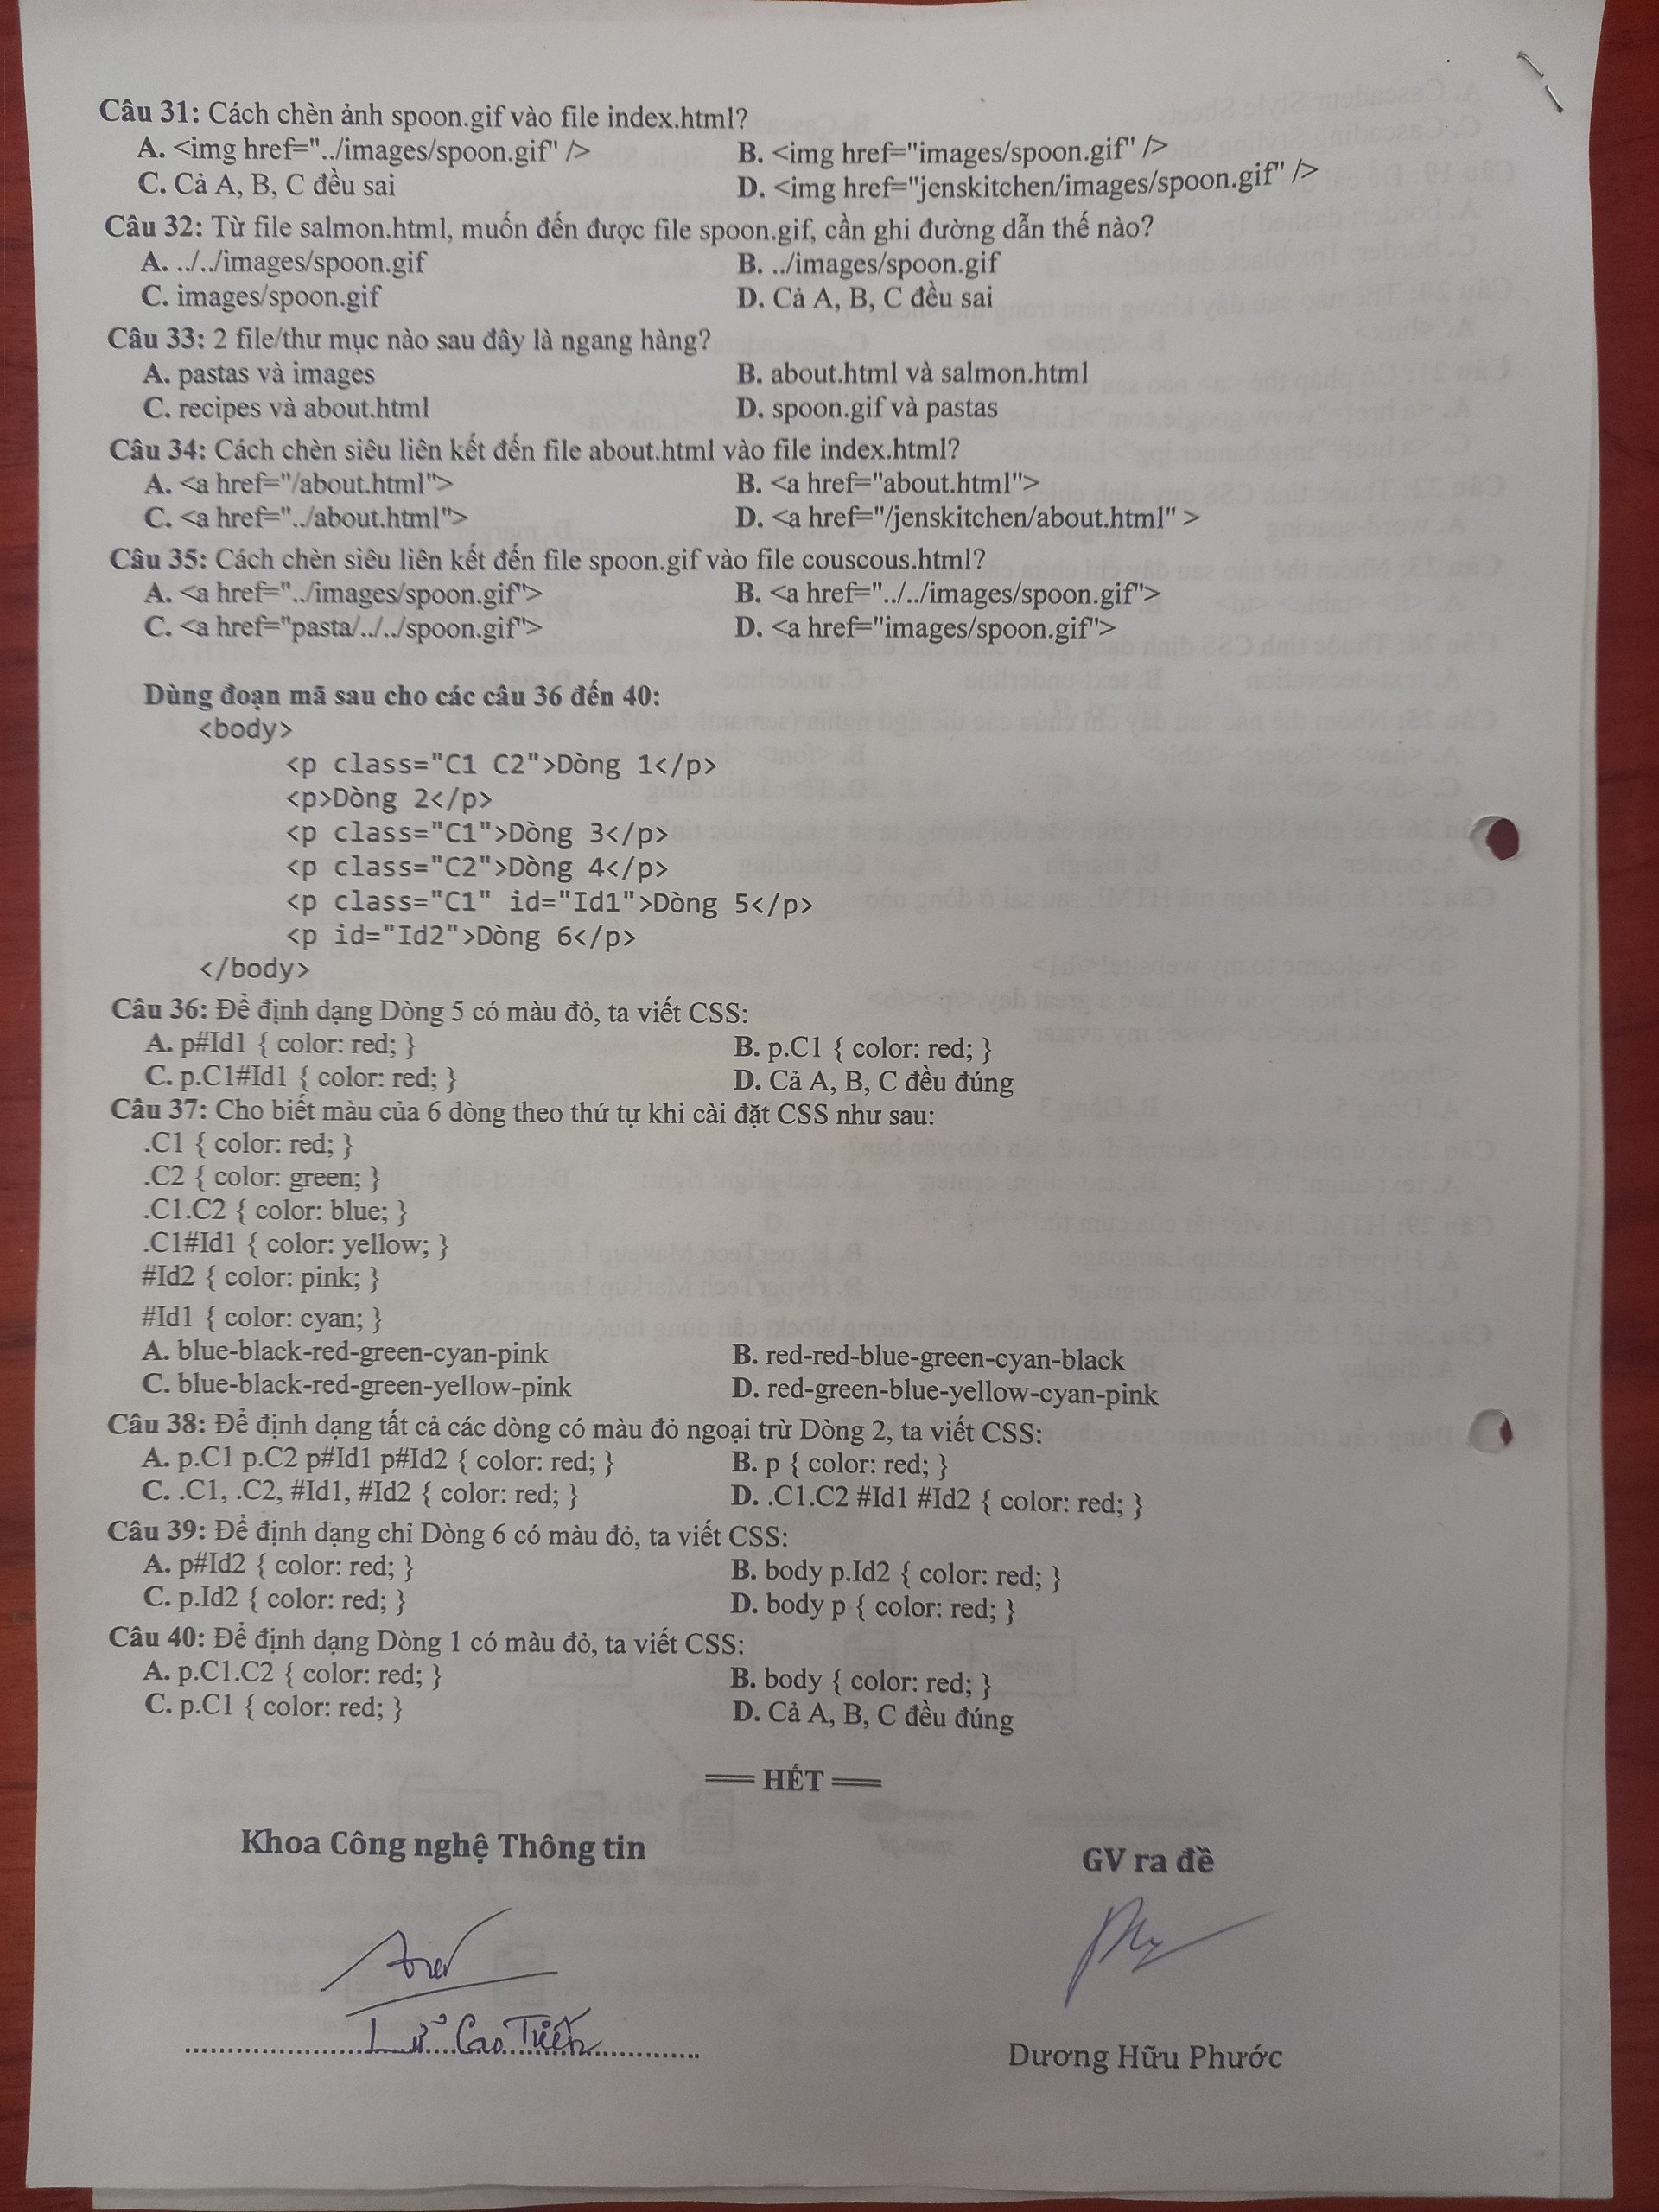 Câu 31: Cách chèn ảnh spoon.gif vào file index.html?
A. <img href="../images/spoon.gif" />
B. <img href="images/spoon.gif" />
C. Cả A, B, C đều sai
D. <img href="jenskitchen/images/spoon.gif" />
Câu 32: Từ file salmon.html, muốn đến được file spoon.gif, cần ghi đường dẫn thế nào?
A. ../../images/spoon.gif
B. ../images/spoon.gif
C. images/spoon.gif
D. Cả A, B, C đều sai
Câu 33: 2 file/thư mục nào sau đây là ngang hàng?
A. pastas và images
B. about.html và salmon.html
C. recipes và about.html
D. spoon.gif và pastas
Câu 34: Cách chèn siêu liên kết đến file about.html vào file index.html?
A. <a href="/about.html">
B. <a href="about.html">
C. <a href="../about.html">
D. <a href="/jenskitchen/about.html" >
Câu 35: Cách chèn siêu liên kết đến file spoon.gif vào file couscous.html?
A. <a href="../images/spoon.gif">
B. <a href="../../images/spoon.gif">
C. <a href="pasta/../../spoon.gif">
D. <a href="images/spoon.gif">
Dùng đoạn mã sau cho các câu 36 đến 40:
<body>
<p class="C1 C2">Dòng 1</p>
<p>Dòng 2</p>
<p class="C1">Dòng 3</p>
<p class="C2">Dòng 4</p>
<p class="C1" id="Id1">Dòng 5</p>
<p id="Id2">Dòng 6</p>
</body>
Câu 36: Để định dạng Dòng 5 có màu đỏ, ta viết CSS:
A. p#Id1 { color: red; }
B. p.C1 { color: red; }
C. p.C1#Id1 { color: red; }
D. Cả A, B, C đều đúng
Câu 37: Cho biết màu của 6 dòng theo thứ tự khi cài đặt CSS như sau:
.C1 { color: red; }
.C2 { color: green; }
.C1.C2 { color: blue; }
.C1#Id1 { color: yellow; }
#Id2 { color: pink; }
#Id1 { color: cyan; }
A. blue-black-red-green-cyan-pink
B. red-red-blue-green-cyan-black
C. blue-black-red-green-yellow-pink
D. red-green-blue-yellow-cyan-pink
Câu 38: Để định dạng tất cả các dòng có màu đỏ ngoại trừ Dòng 2, ta viết CSS:
A. p.C1 p.C2 p#Id1 p#Id2 { color: red; }
B. p { color: red; }
C. .C1, .C2, #Id1, #Id2 { color: red; }
D. .C1.C2 #Id1 #Id2 { color: red; }
Câu 39: Để định dạng chỉ Dòng 6 có màu đỏ, ta viết CSS:
A. p#Id2 { color: red; }
B. body p.Id2 { color: red; }
C. p.Id2 { color: red; }
D. body p { color: red; }
Câu 40: Để định dạng Dòng 1 có màu đỏ, ta viết CSS:
A. p.C1.C2 { color: red; }
B. body { color: red; }
C. p.C1 { color: red; }
D. Cả A, B, C đều đúng
=== HẾT ===
Khoa Công nghệ Thông tin
GV ra đề
Cao
Dương Hữu Phước